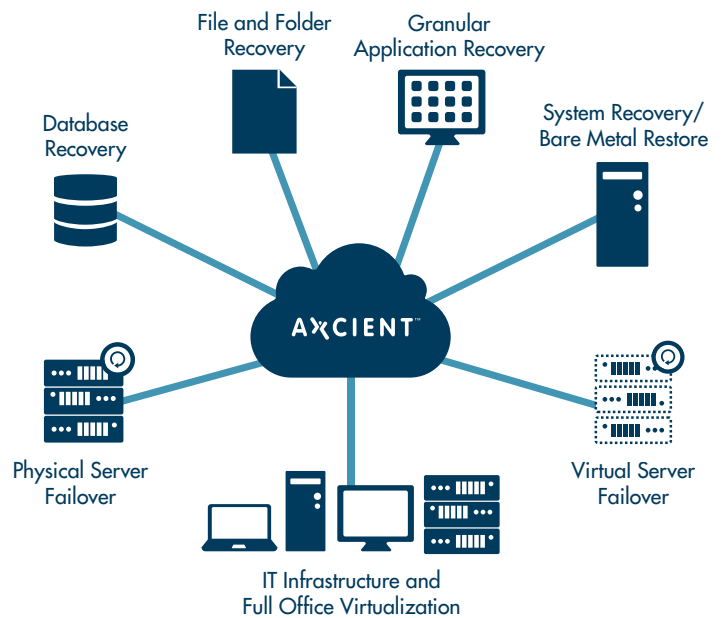 File and Folder
Recovery
Granular
Application Recovery
Database
Recovery
System Recovery/
Bare Metal Restore
AXCIENT™
Physical Server
Failover
Virtual Server
Failover
IT Infrastructure and
Full Office Virtualization